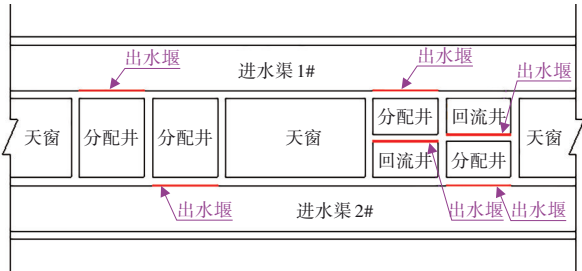 出水堰
出水堰
进水渠1#
出水堰
分配井
回流井
天窗
分配井
分配井
天窗
天窗
回流井
分配井
出水堰
进水渠2#
出水堰
出水堰